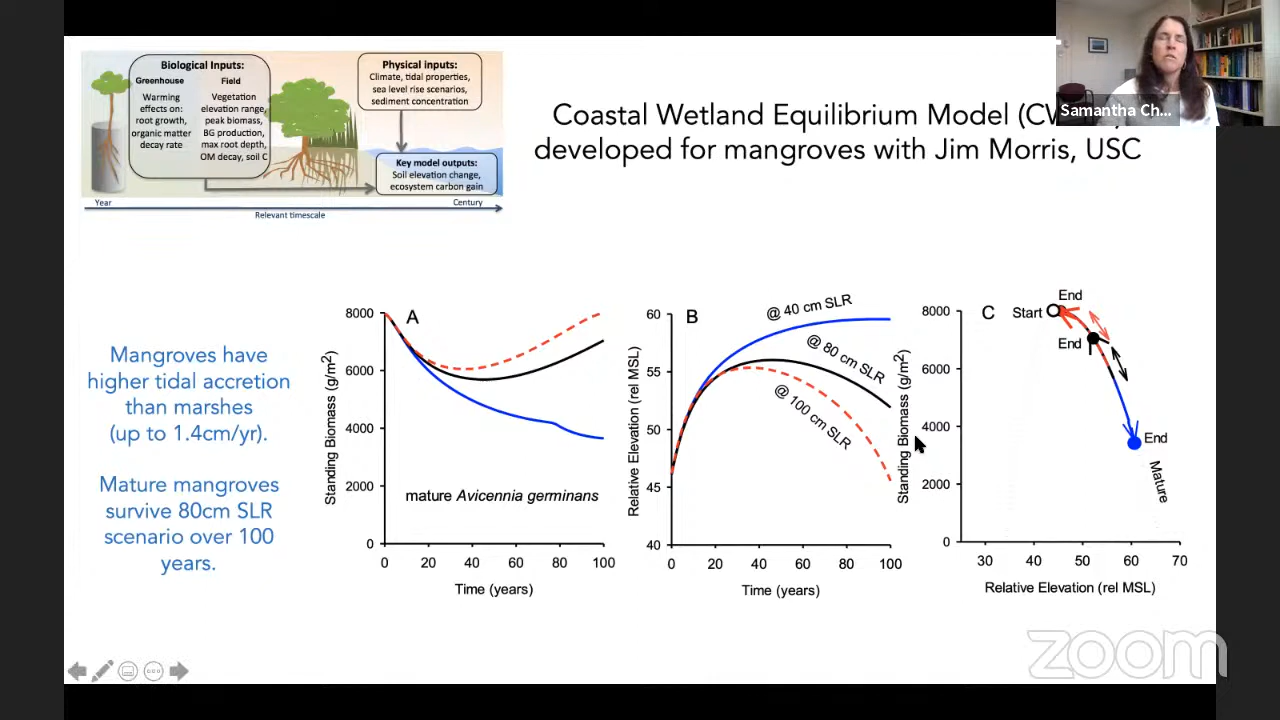 Biological Inputs:
Greenhouse
Warming
effects on:
root growth,
organic matter
decay rate
Field
Vegetation
elevation range,
peak biomass,
BG production,
max root depth,
OM decay, soil C
Physical inputs:
Climate, tidal properties,
sea level rise scenarios,
sediment concentration
Key model outputs:
Soil elevation change,
ecosystem carbon gain
Year
Century
Relevant timescale
Coastal Wetland Equilibrium Model
developed for mangroves with Jim Morris, USC
Samantha Ch...
Mangroves have
higher tidal accretion
than marshes
(up to 1.4cm/yr).
Mature mangroves
survive 80cm SLR
scenario over 100
years.
A
Standing Biomass (g/m²)
8000
6000
4000
2000
0
mature Avicennia germinans
0 20 40 60 80 100
Time (years)
B
Relative Elevation (rel MSL)
60
55
50
45
40
@ 40 cm SLR
@ 80 cm SLR
@ 100 cm SLR
0 20 40 60 80 100
Time (years)
C
Standing Biomass (g/m²)
8000
6000
4000
2000
0
Start
End
End
End
Mature
30 40 50 60 70
Relative Elevation (rel MSL)
zoom